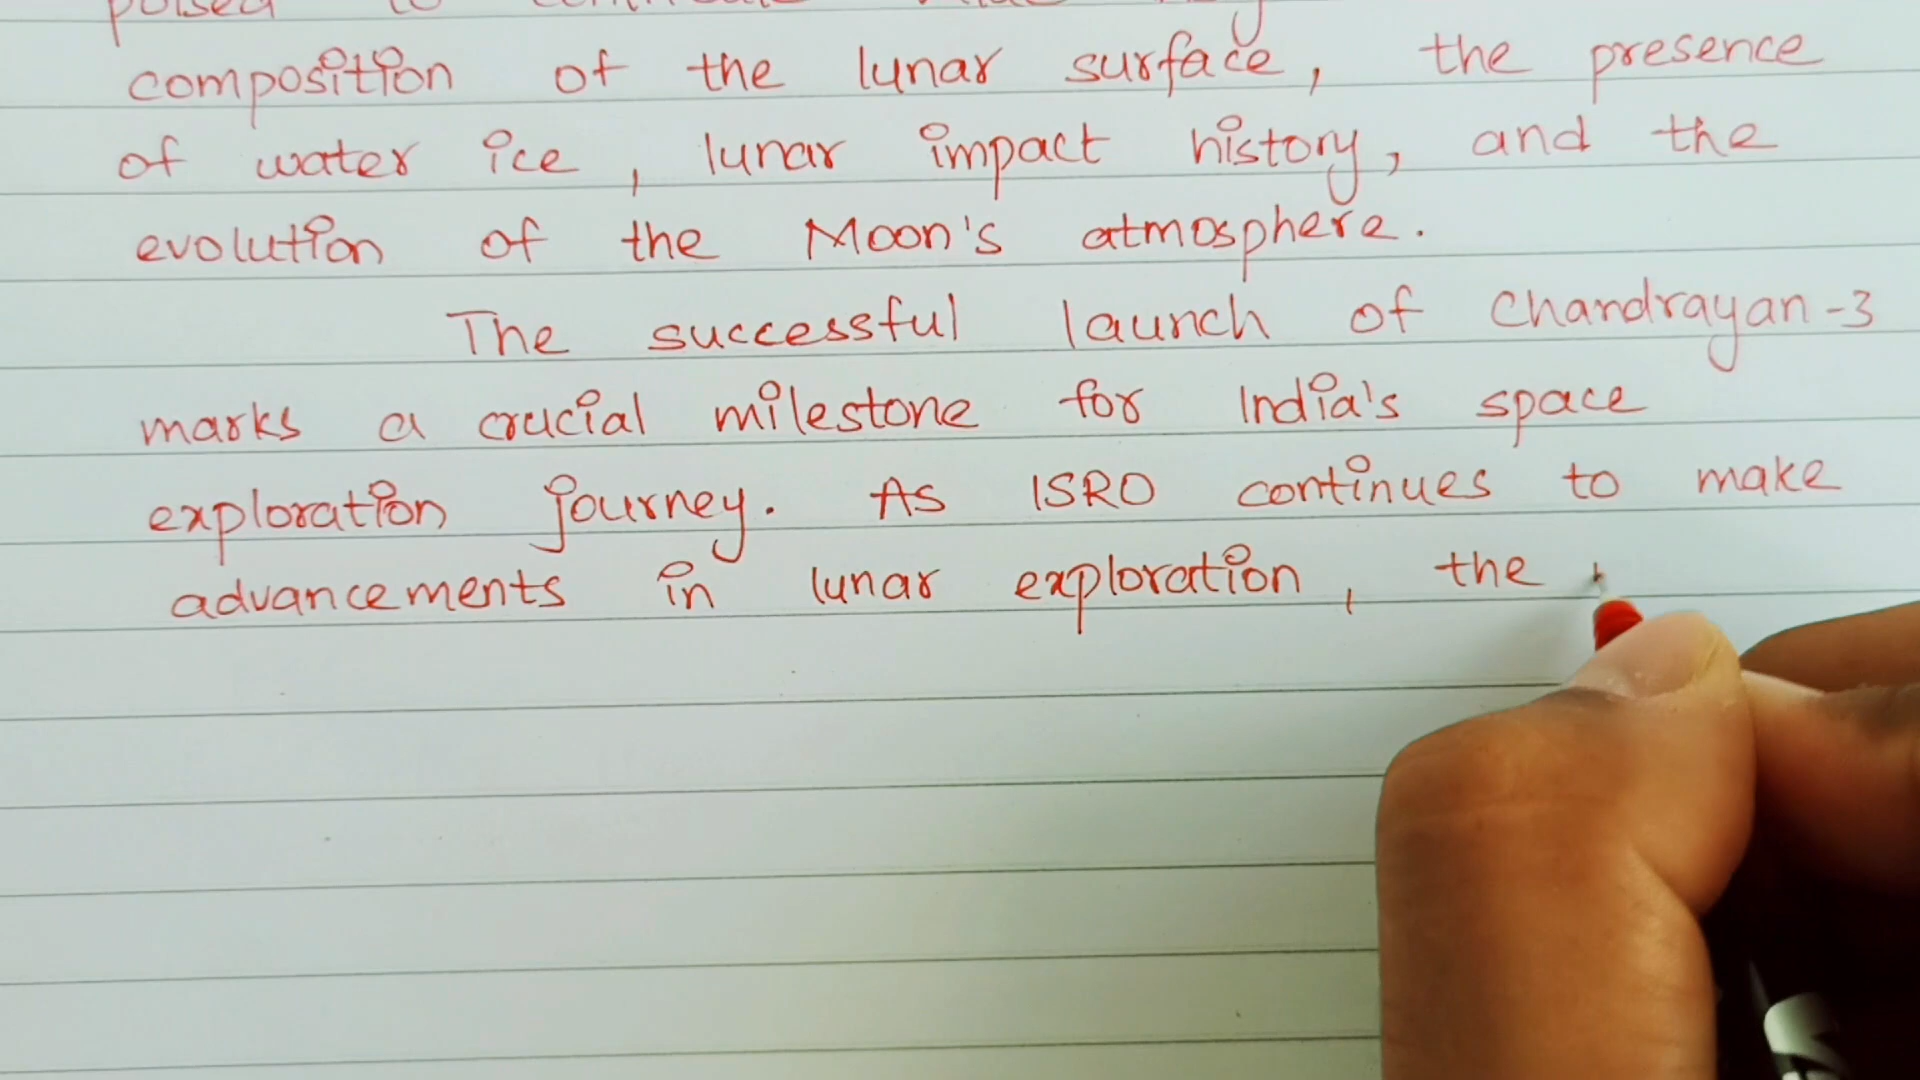 composition of the lunar surface, the presence
of water ice, lunar impact history, and the
evolution of the Moon's atmosphere.
The successful launch of Chandrayan-3
marks a crucial milestone for India's space
exploration journey. As ISRO continues to make
advancements in lunar exploration, the